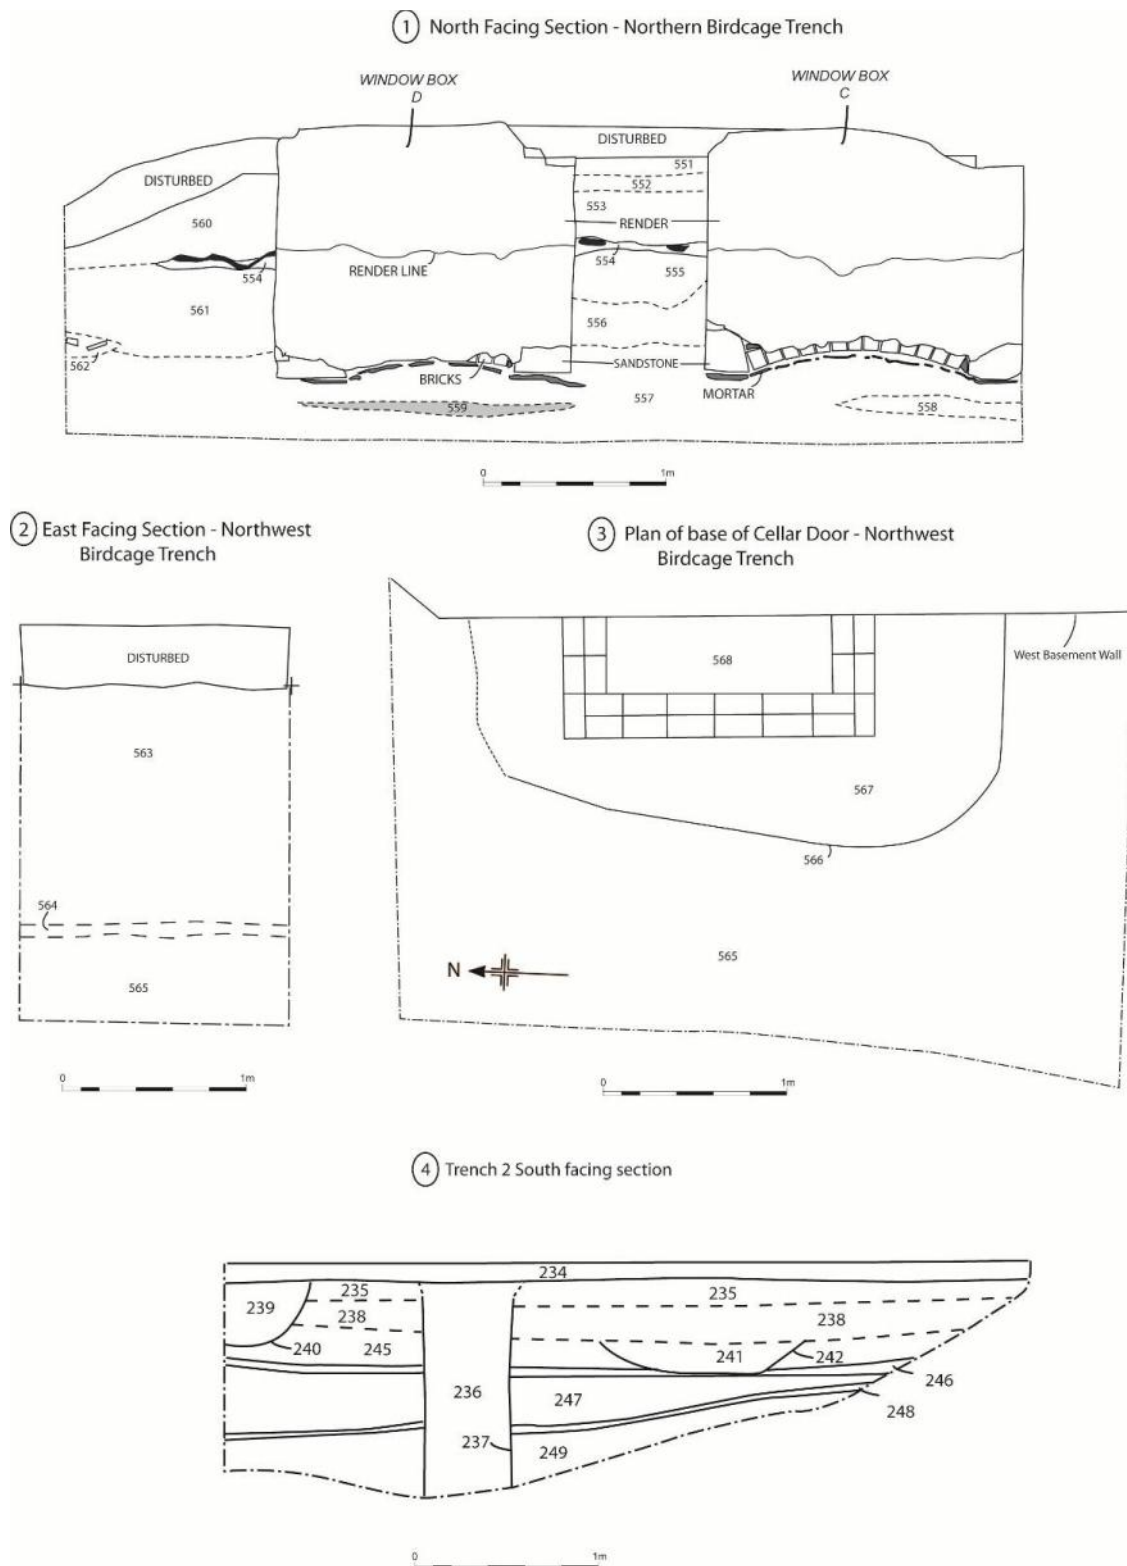 1 North Facing Section - Northern Birdcage Trench
WINDOW BOX
D
WINDOW BOX
C
DISTURBED
551
DISTURBED
552
553
560
RENDER
554
554
555
RENDER LINE
561
556
562
SANDSTONE
BRICKS
MORTAR
557
559
558
0 1m
2 East Facing Section - Northwest
Birdcage Trench
3 Plan of base of Cellar Door - Northwest
Birdcage Trench
DISTURBED
563
564
565
0 1m
568
West Basement Wall
567
566
565
N
0 1m
4 Trench 2 South facing section
234
235
235
239
238
238
240
245
241
242
246
236
247
248
237
249
0 1m